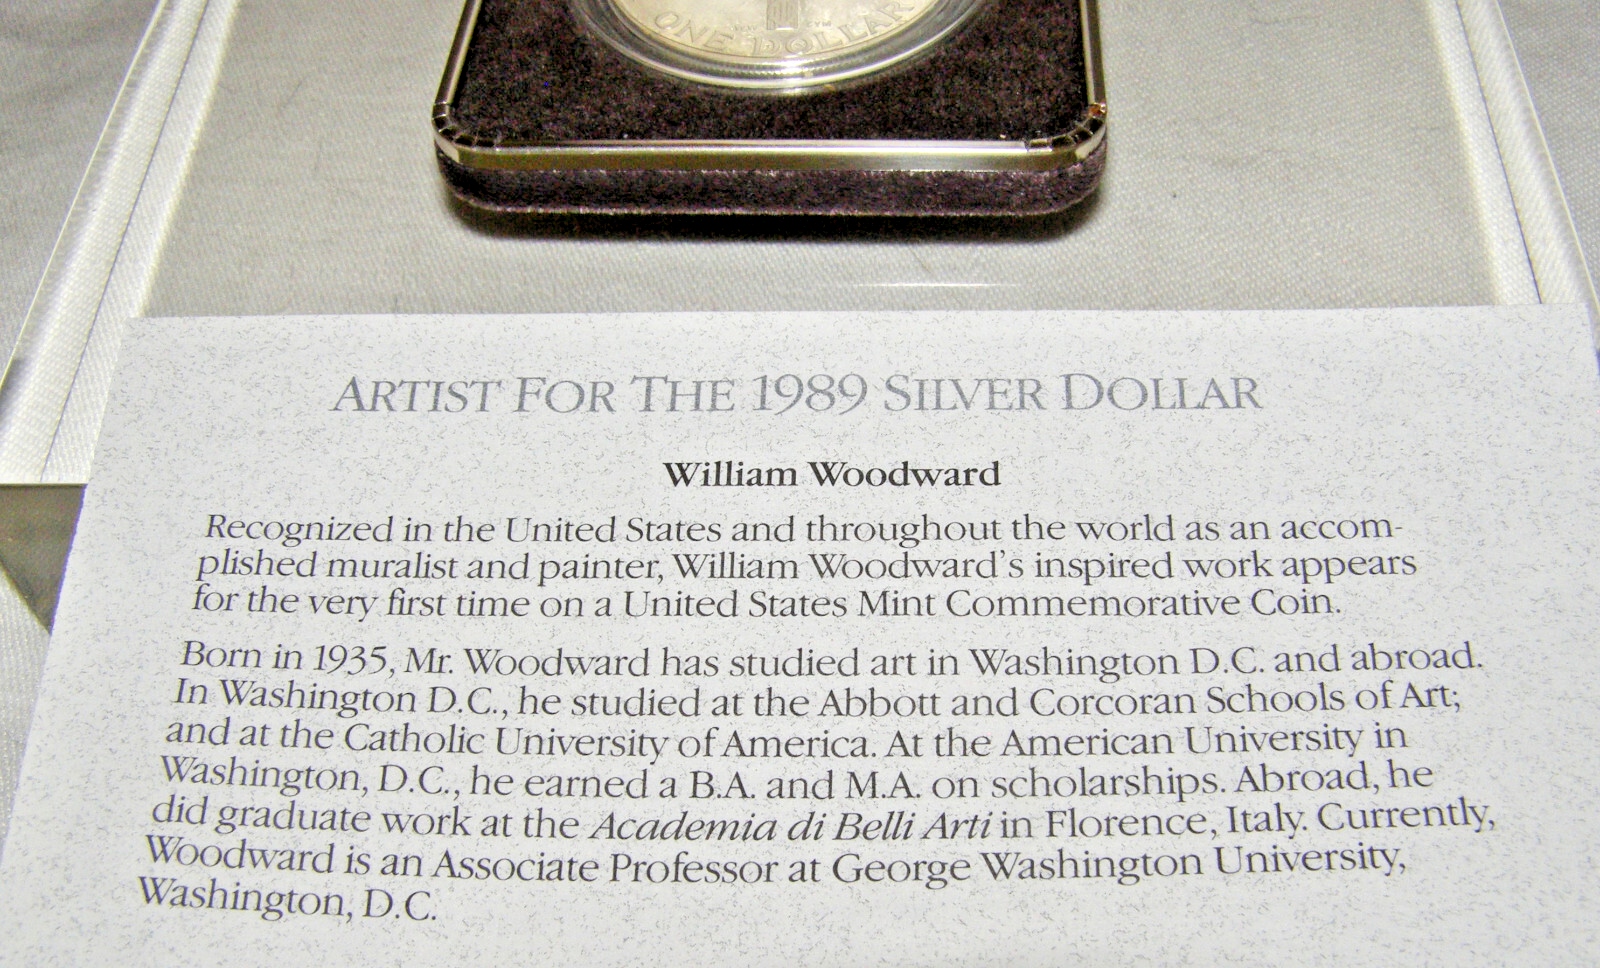 ONE DOLLAR
ARTIST FOR THE 1989 SILVER DOLLAR
William Woodward
Recognized in the United States and throughout the world as an accom-
plished muralist and painter, William Woodward's inspired work appears
for the very first time on a United States Mint Commemorative Coin.
Born in 1935, Mr. Woodward has studied art in Washington D.C. and abroad.
In Washington D.C., he studied at the Abbott and Corcoran Schools of Art;
and at the Catholic University of America. At the American University in
Washington, D.C., he earned a B.A. and M.A. on scholarships. Abroad, he
did graduate work at the Academia di Belli Arti in Florence, Italy. Currently,
Woodward is an Associate Professor at George Washington University,
Washington, D.C.